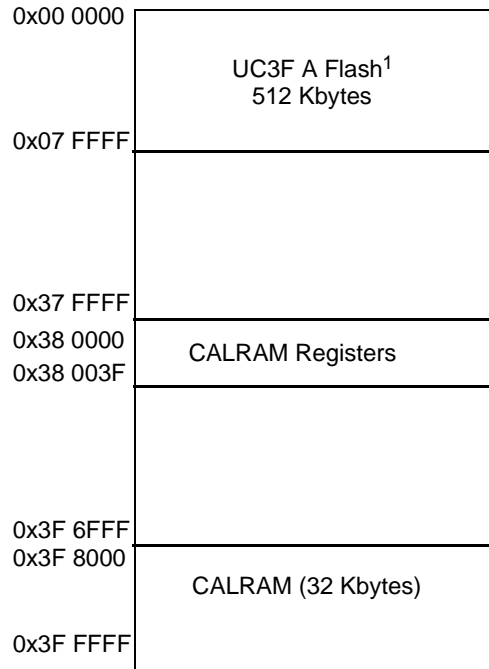 0x00 0000
UC3F A Flash1
512 Kbytes
0x07 FFFF
0x37 FFFF
0x38 0000
CALRAM Registers
0x38 003F
0x3F 6FFF
0x3F 8000
CALRAM (32 Kbytes)
0x3F FFFF